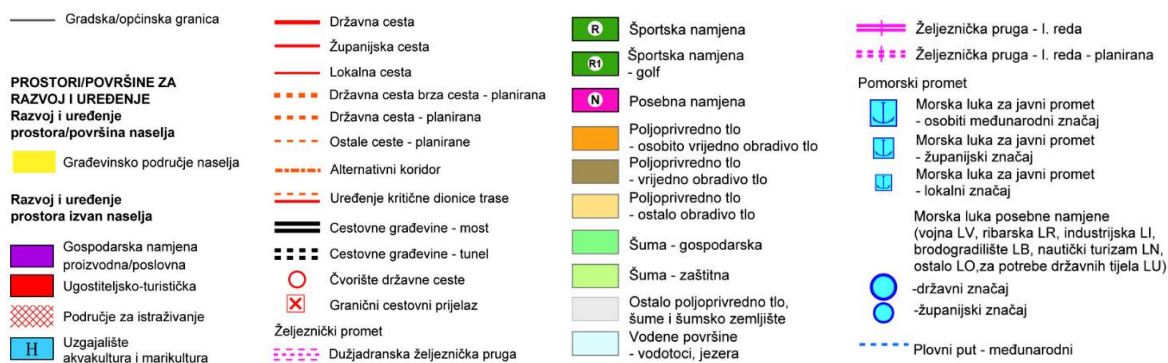 Gradska/općinska granica
PROSTORI/POVRŠINE ZA
RAZVOJ I UREĐENJE
Razvoj i uređenje
prostora/površina naselja
Građevinsko područje naselja
Razvoj i uređenje
prostora izvan naselja
Gospodarska namjena
proizvodna/poslovna
Ugostiteljsko-turistička
Područje za istraživanje
H
Uzgajalište
akvakultura i marikultura
Državna cesta
Županijska cesta
Lokalna cesta
Državna cesta brza cesta - planirana
Državna cesta - planirana
Ostale ceste - planirane
Alternativni koridor
Uređenje kritične dionice trase
Cestovne građevine - most
Cestovne građevine - tunel
Čvorište državne ceste
Granični cestovni prijelaz
Željeznički promet
Dužjadranska željeznička pruga
R
Športska namjena
R1
Športska namjena
- golf
N
Posebna namjena
Poljoprivredno tlo
- osobito vrijedno obradivo tlo
Poljoprivredno tlo
- vrijedno obradivo tlo
Poljoprivredno tlo
- ostalo obradivo tlo
Šuma - gospodarska
Šuma - zaštitna
Ostalo poljoprivredno tlo,
šume i šumsko zemljište
Vodene površine
- vodotoci, jezera
Željeznička pruga - I. reda
Željeznička pruga - I. reda - planirana
Pomorski promet
Morska luka za javni promet
- osobiti međunarodni značaj
Morska luka za javni promet
- županijski značaj
Morska luka za javni promet
- lokalni značaj
Morska luka posebne namjene
(vojna LV, ribarska LR, industrijska LI,
brodogradilište LB, nautički turizam LN,
ostalo LO,za potrebe državnih tijela LU)
-državni značaj
-županijski značaj
Plovni put - međunarodni